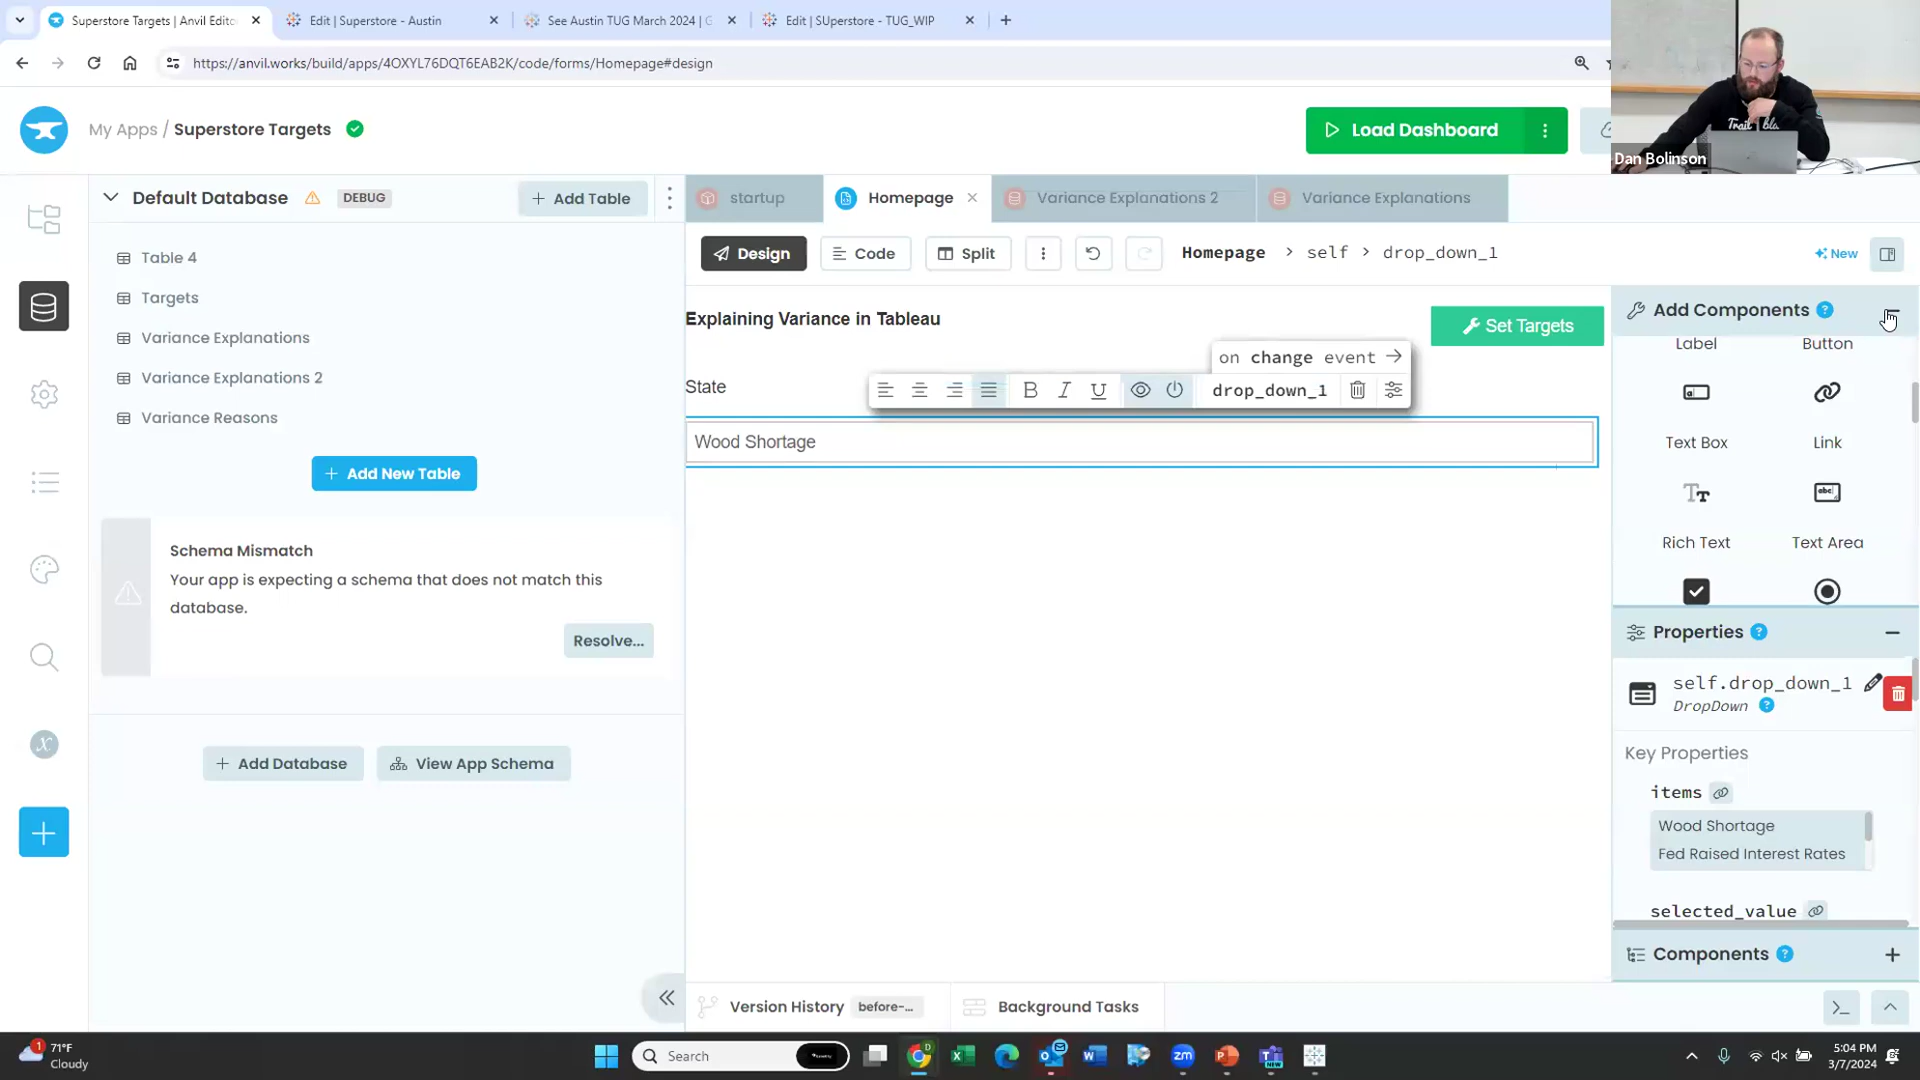 Superstore Targets | Anvil Edito
Edit | Superstore - Austin
See Austin TUG March 2024 | G
Edit | SUperstore - TUG_WIP
https://anvil.works/build/apps/4OXYL76DQT6EAB2K/code/forms/Homepage#design
My Apps / Superstore Targets
Load Dashboard
Dan Bolinson
Default Database
DEBUG
+ Add Table
startup
Homepage
Variance Explanations 2
Variance Explanations
Table 4
Targets
Variance Explanations
Variance Explanations 2
Variance Reasons
+ Add New Table
Schema Mismatch
Your app is expecting a schema that does not match this
database.
Resolve...
+ Add Database
View App Schema
Design
Code
Split
Homepage > self > drop_down_1
New
Explaining Variance in Tableau
Set Targets
on change event →
State
B I U
drop_down_1
Wood Shortage
Add Components ?
Label
Button
Text Box
Link
Rich Text
Text Area
Properties ?
self.drop_down_1
DropDown ?
Key Properties
items
Wood Shortage
Fed Raised Interest Rates
selected_value
Components ?
Version History
before-...
Background Tasks
1
71°F
Cloudy
Search
5:04 PM
3/7/2024